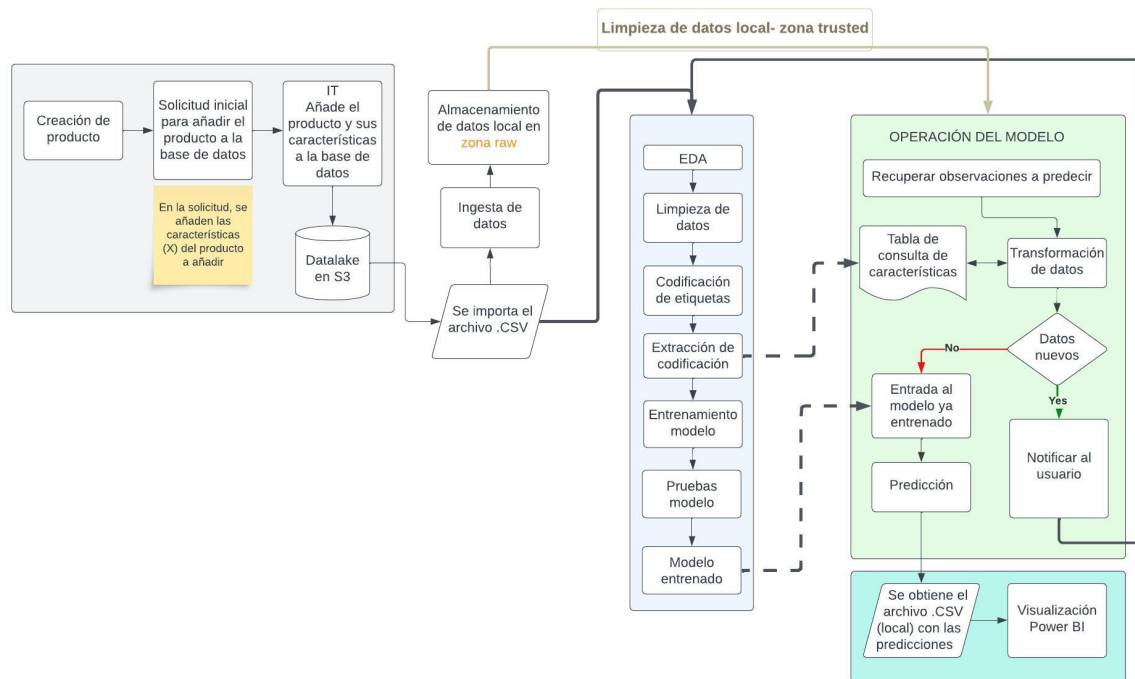 Limpieza de datos local- zona trusted
Creación de
producto
Solicitud inicial
para añadir el
producto a la
base de datos
IT
Añade el
producto y sus
características
a la base de
datos
En la solicitud, se
añaden las
características
(X) del producto
a añadir
Datalake
en S3
Almacenamiento
de datos local en
zona raw
Ingesta de
datos
Se importa el
archivo .CSV
EDA
Limpieza de
datos
Codificación
de etiquetas
Extracción de
codificación
Entrenamiento
modelo
Pruebas
modelo
Modelo
entrenado
OPERACIÓN DEL MODELO
Recuperar observaciones a predecir
Tabla de
consulta de
características
Transformación
de datos
Datos
nuevos
No
Yes
Entrada al
modelo ya
entrenado
Notificar al
usuario
Predicción
Se obtiene el
archivo .CSV
(local) con las
predicciones
Visualización
Power BI